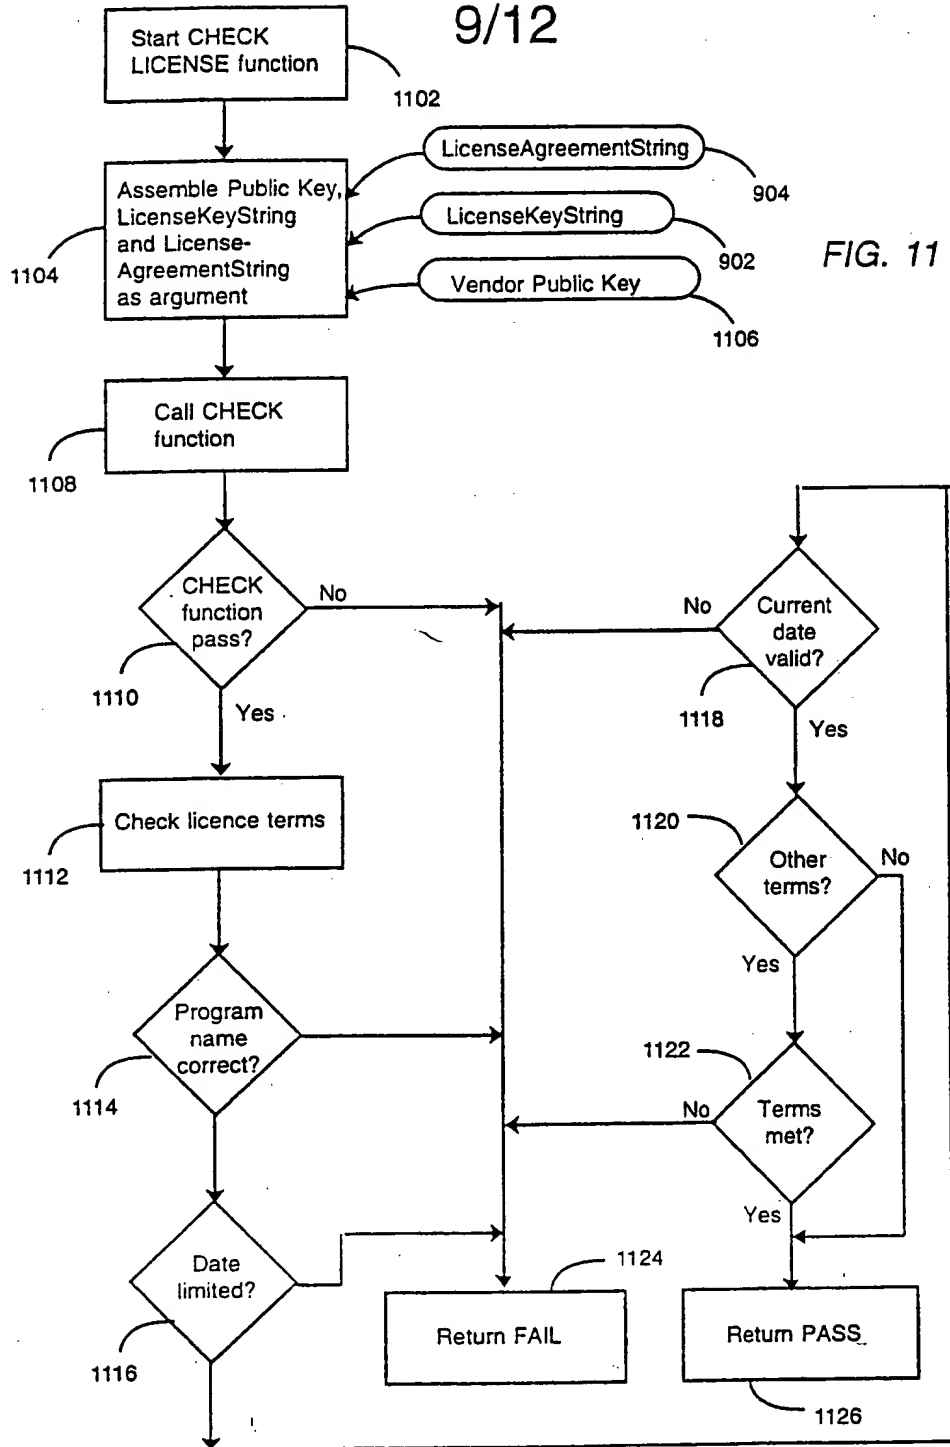 9/12
Start CHECK
LICENSE function
1102
LicenseAgreementString
904
Assemble Public Key,
LicenseKeyString
and License-
AgreementString
as argument
1104
LicenseKeyString
902
FIG. 11
Vendor Public Key
1106
Call CHECK
function
1108
CHECK
function
pass?
No
1110
Yes
Check licence terms
1112
Program
name
correct?
1114
Date
limited?
1116
Current
date
valid?
No
1118
Yes
1120
Other
terms?
No
Yes
1122
Terms
met?
No
Yes
1124
Return FAIL
Return PASS
1126